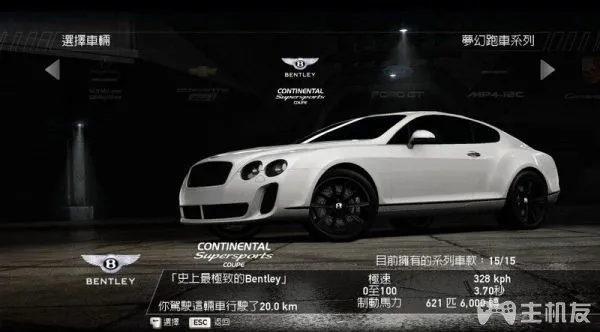 選擇車輛
夢幻跑車系列
BENTLEY
CONTINENTAL
Supersports
COUPE
FORD GT
MP4-12C
BENTLEY
CONTINENTAL
Supersports
COUPE
目前擁有的系列車款：15/15
「史上最極致的Bentley」
極速 328 kph
0至100 3.70秒
你駕駛這輛車行駛了20.0 km
制動馬力 621 匹 6,000 轉
選擇 ESC 返回
主机友